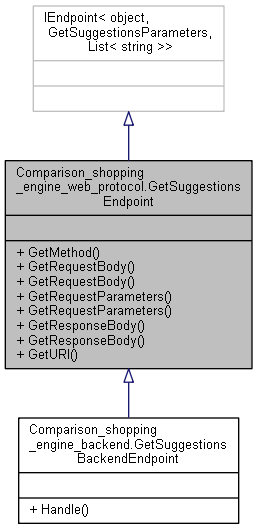 IEndpoint< object,
GetSuggestionsParameters,
List< string >>
Comparison_shopping
_engine_web_protocol.GetSuggestions
Endpoint
+ GetMethod()
+ GetRequestBody()
+ GetRequestBody()
+ GetRequestParameters()
+ GetRequestParameters()
+ GetResponseBody()
+ GetResponseBody()
+ GetURI()
Comparison_shopping
_engine_backend.GetSuggestions
BackendEndpoint
+ Handle()